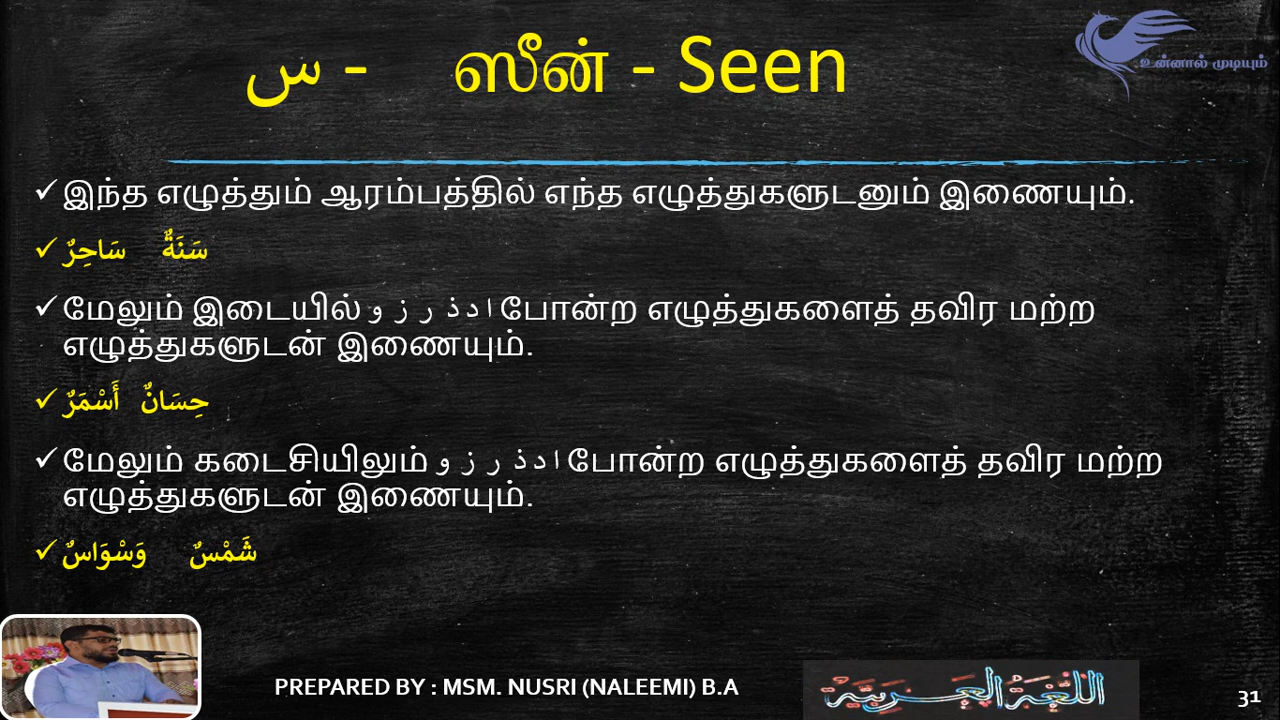 س - ஸீன் - Seen
உன்னால் முடியும்
✓ இந்த எழுத்தும் ஆரம்பத்தில் எந்த எழுத்துகளுடனும் இணையும்.
✓ سَنَةٌ سَاحِرٌ
✓ மேலும் இடையில் ا د ذ ر ز و போன்ற எழுத்துகளைத் தவிர மற்ற
எழுத்துகளுடன் இணையும்.
✓ حِسَانٌ أَسْمَرٌ
✓ மேலும் கடைசியிலும் ا د ذ ر ز و போன்ற எழுத்துகளைத் தவிர மற்ற
எழுத்துகளுடன் இணையும்.
✓ شَمْسٌ وَسْوَاسٌ
PREPARED BY : MSM. NUSRI (NALEEMI) B.A
اللُّغَةُ الْعَرَبِيَّةُ
31